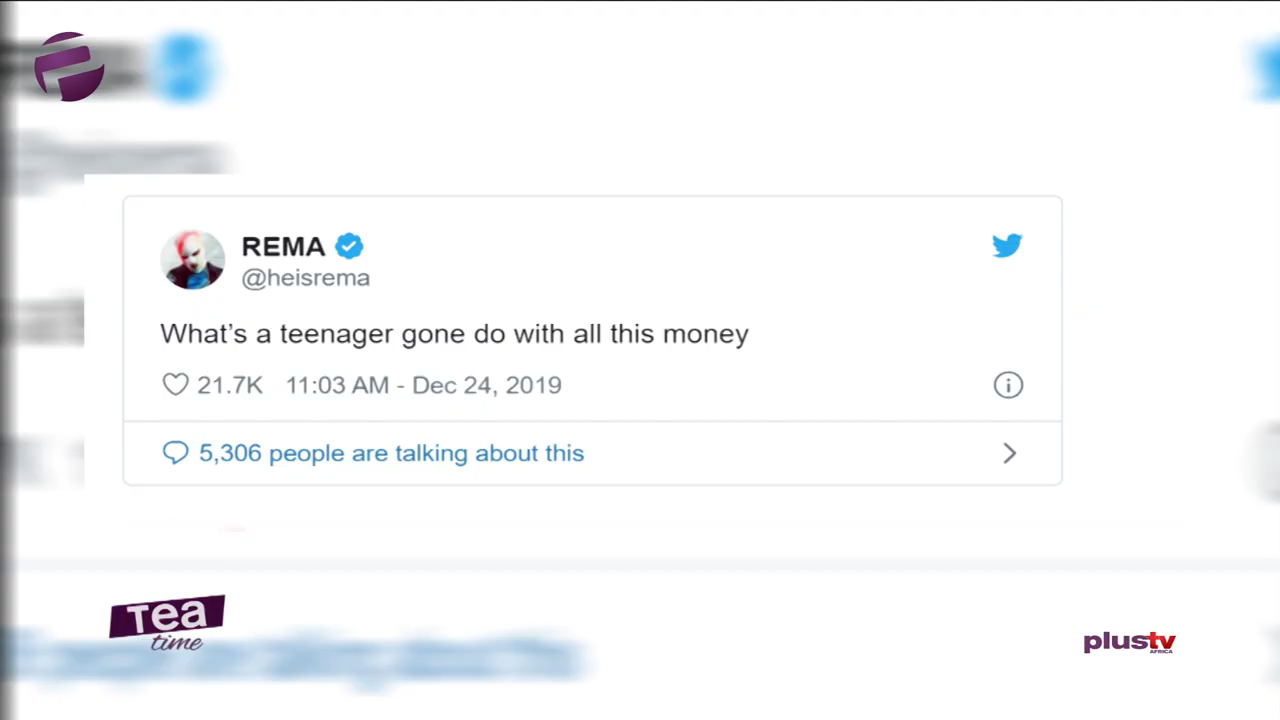 REMA
@heisrema
What's a teenager gone do with all this money
21.7K 11:03 AM - Dec 24, 2019
5,306 people are talking about this
Tea
time
plustv
AFRICA